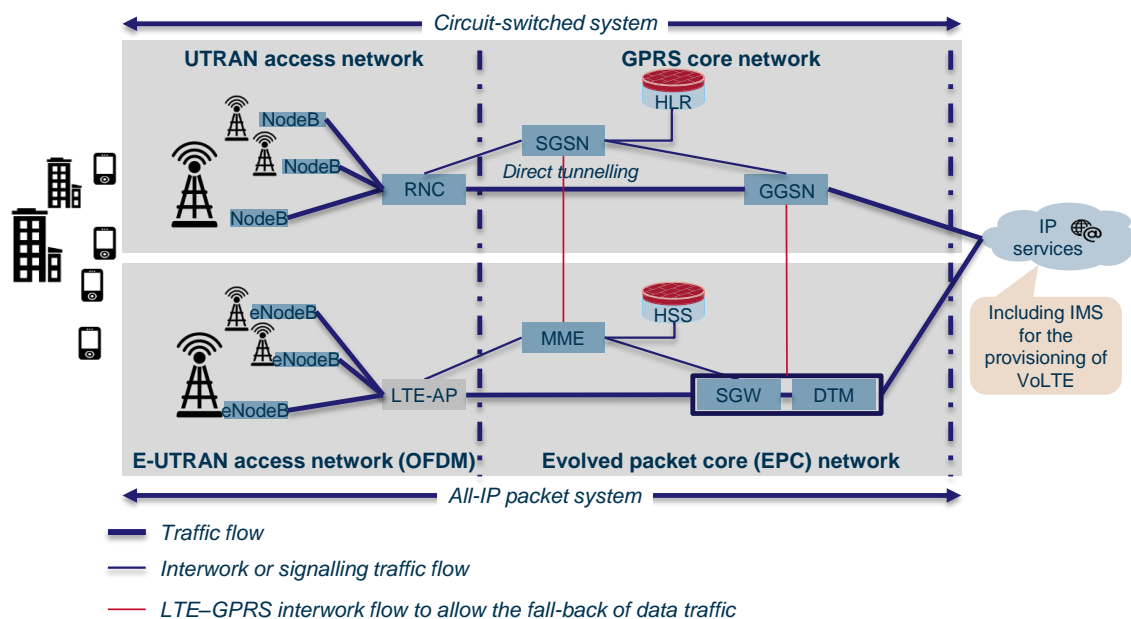 Circuit-switched system
UTRAN access network
GPRS core network
HLR
NodeB
SGSN
NodeB
Direct tunnelling
RNC
GGSN
NodeB
IP
services
HSS
eNodeB
MME
eNodeB
Including IMS
for the
provisioning of
VoLTE
LTE-AP
SGW
DTM
eNodeB
E-UTRAN access network (OFDM)
Evolved packet core (EPC) network
All-IP packet system
Traffic flow
Interwork or signalling traffic flow
LTE–GPRS interwork flow to allow the fall-back of data traffic